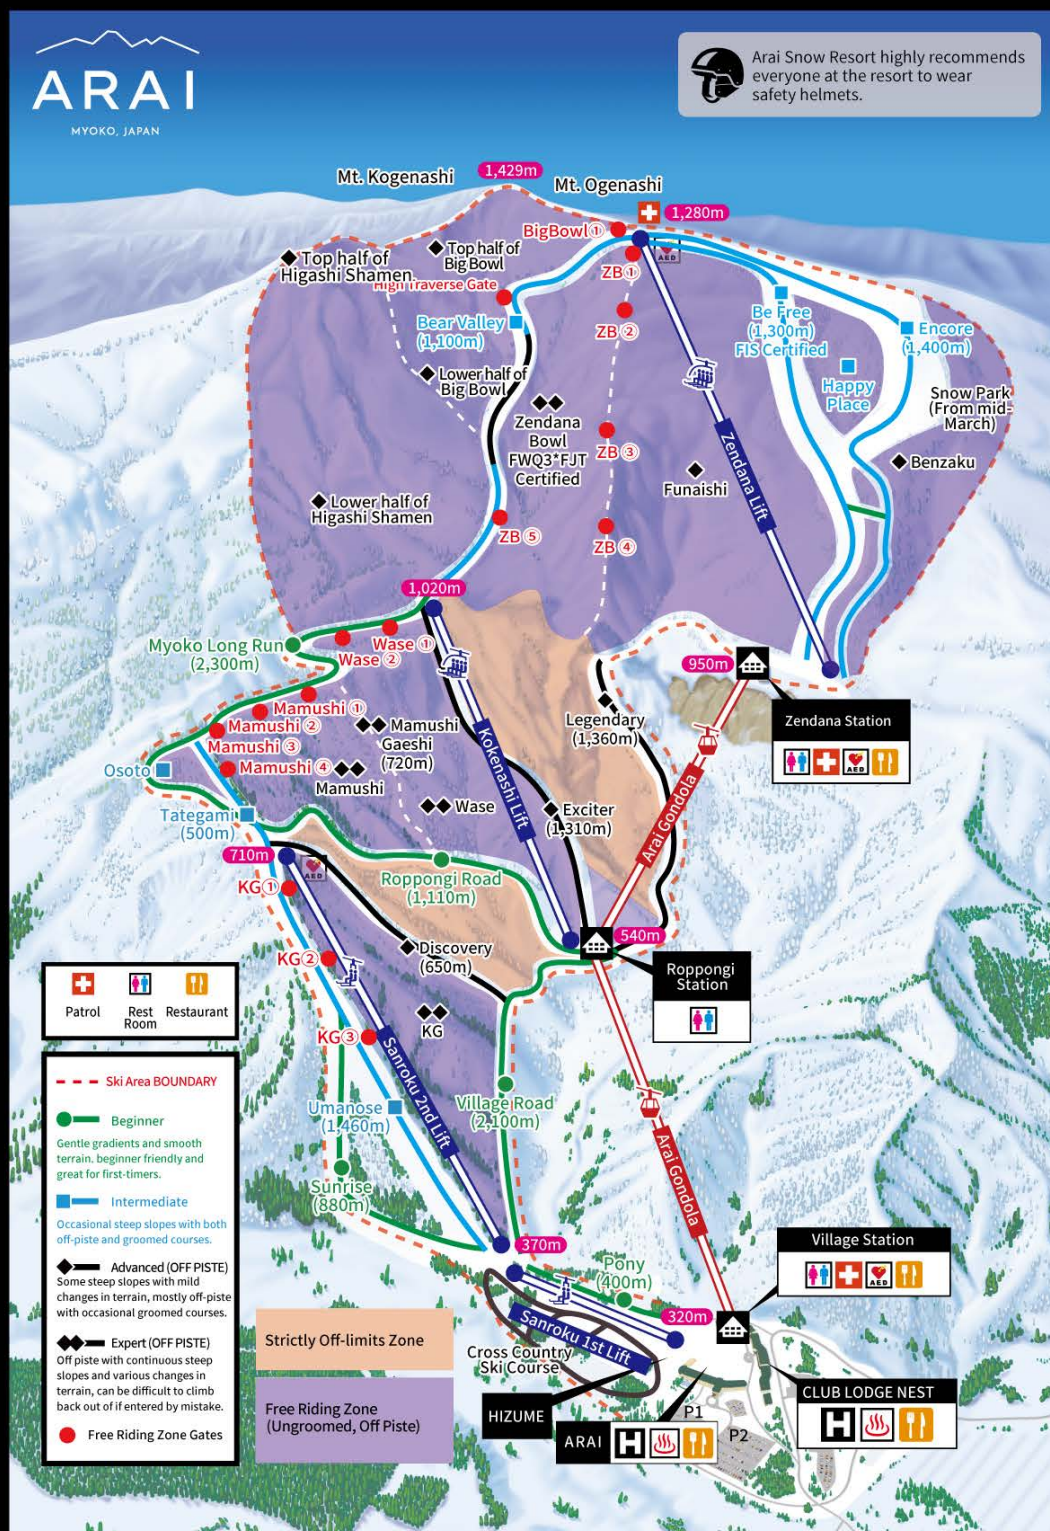 ARAI
MYOKO, JAPAN
Arai Snow Resort highly recommends
everyone at the resort to wear
safety helmets.
1,429m
Mt. Kogenashi
Mt. Ogenashi
1,280m
BigBowl①
AED
Top half of
Big Bowl
Top half of
Higashi Shamen
High Traverse Gate
ZB①
ZB②
Be Free
(1,300m)
FIS Certified
Encore
(1,400m)
Bear Valley
(1,100m)
Happy
Place
Lower half of
Big Bowl
Snow Park
(From mid-
March)
Zendana
Bowl
FWQ3*FJT
Certified
ZB③
Zendana Lift
Benzaku
Funaishi
Lower half of
Higashi Shamen
ZB⑤
ZB④
1,020m
Myoko Long Run
(2,300m)
Wase①
Wase②
950m
Mamushi①
Mamushi②
Mamushi③
Mamushi④
Mamushi
Gaeshi
(720m)
Mamushi
Legendary
(1,360m)
Zendana Station
AED
Kokenashi Lift
Osoto
Wase
Exciter
(1,310m)
Arai Gondola
Tategami
(500m)
710m
AED
KG①
Roppongi Road
(1,110m)
540m
Discovery
(650m)
KG②
Roppongi
Station
KG
KG③
Sanroku 2nd Lift
Umanose
(1,460m)
Village Road
(2,100m)
Arai Gondola
Sunrise
(880m)
370m
Village Station
AED
Pony
(400m)
320m
Sanroku 1st Lift
Cross Country
Ski Course
HIZUME
ARAI
H
P1
P2
CLUB LODGE NEST
H
Patrol
Rest
Room
Restaurant
Ski Area BOUNDARY
Beginner
Gentle gradients and smooth
terrain. beginner friendly and
great for first-timers.
Intermediate
Occasional steep slopes with both
off-piste and groomed courses.
Advanced (OFF PISTE)
Some steep slopes with mild
changes in terrain, mostly off-piste
with occasional groomed courses.
Expert (OFF PISTE)
Off piste with continuous steep
slopes and various changes in
terrain, can be difficult to climb
back out of if entered by mistake.
Free Riding Zone Gates
Strictly Off-limits Zone
Free Riding Zone
(Ungroomed, Off Piste)